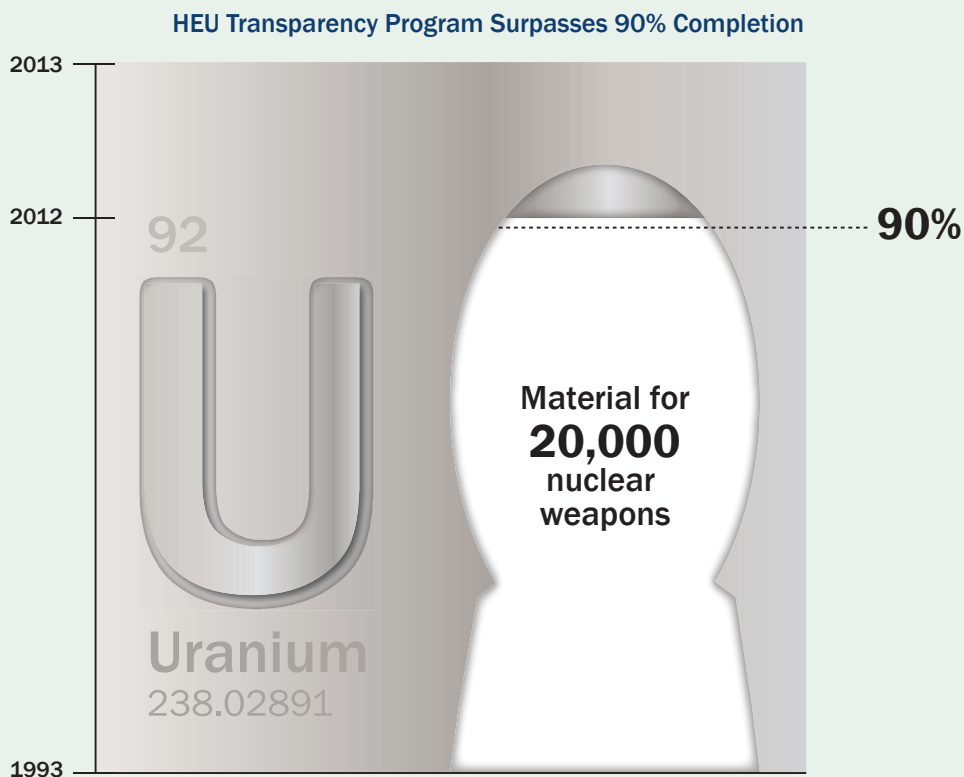 HEU Transparency Program Surpasses 90% Completion
2013
2012
92
90%
U
Material for
20,000
nuclear
weapons
Uranium
238.02891
1993